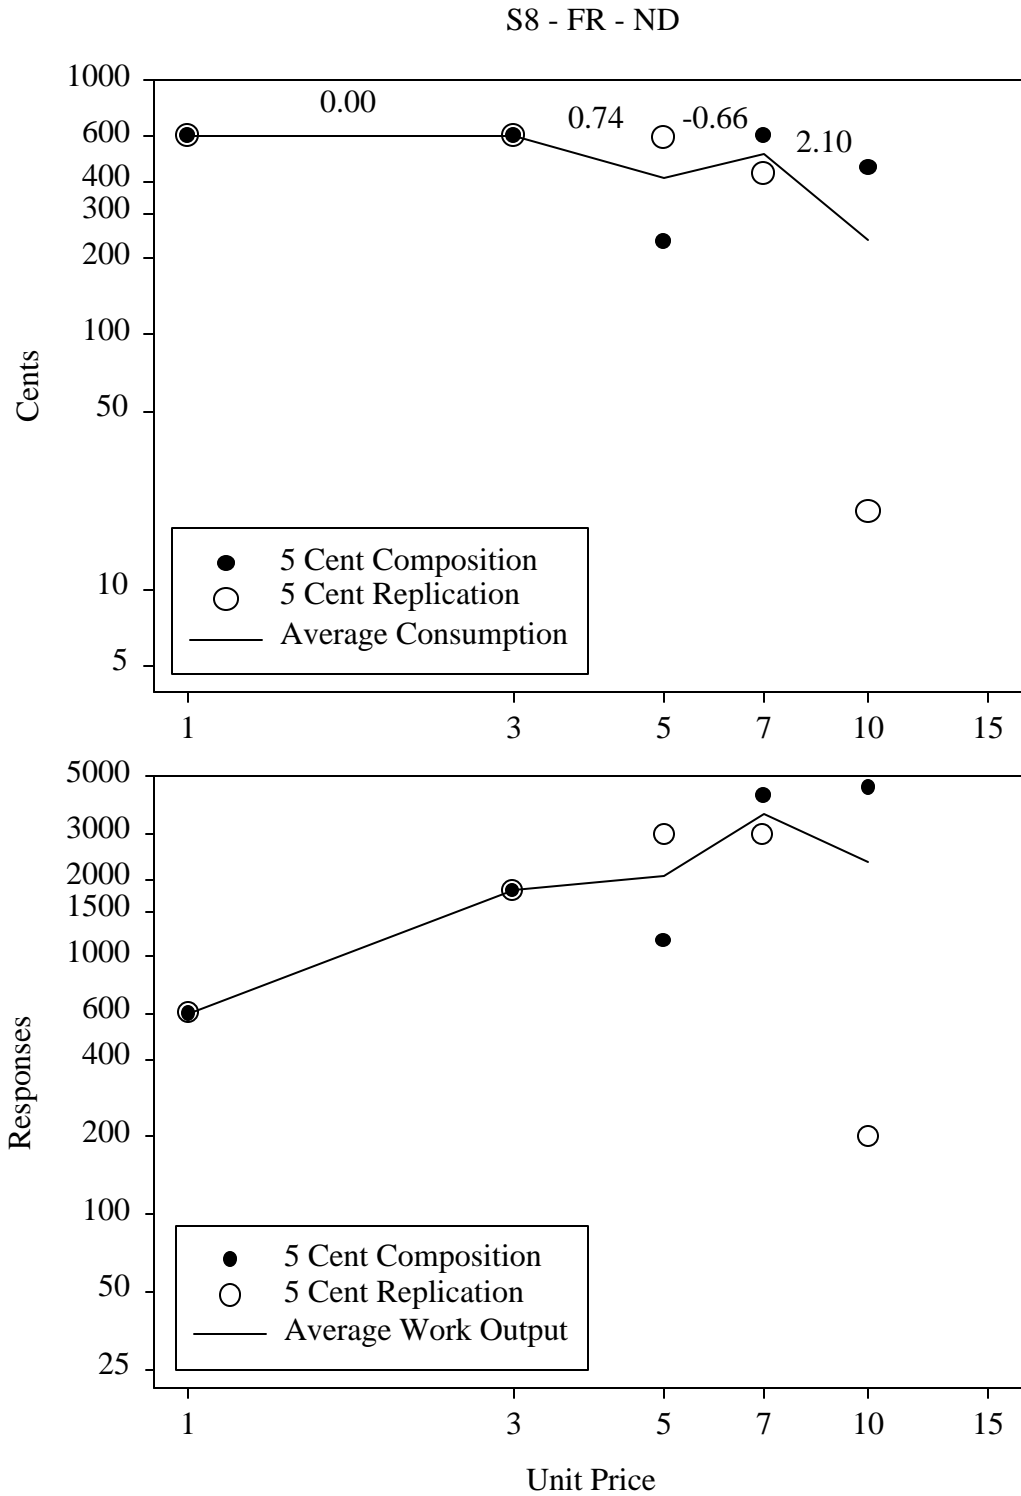 S8 - FR - ND
1000
600
400
300
200
100
50
10
5
Cents
0.00
0.74
-0.66
2.10
5 Cent Composition
5 Cent Replication
Average Consumption
1 3 5 7 10 15
5000
3000
2000
1500
1000
600
400
200
100
50
25
Responses
5 Cent Composition
5 Cent Replication
Average Work Output
1 3 5 7 10 15
Unit Price